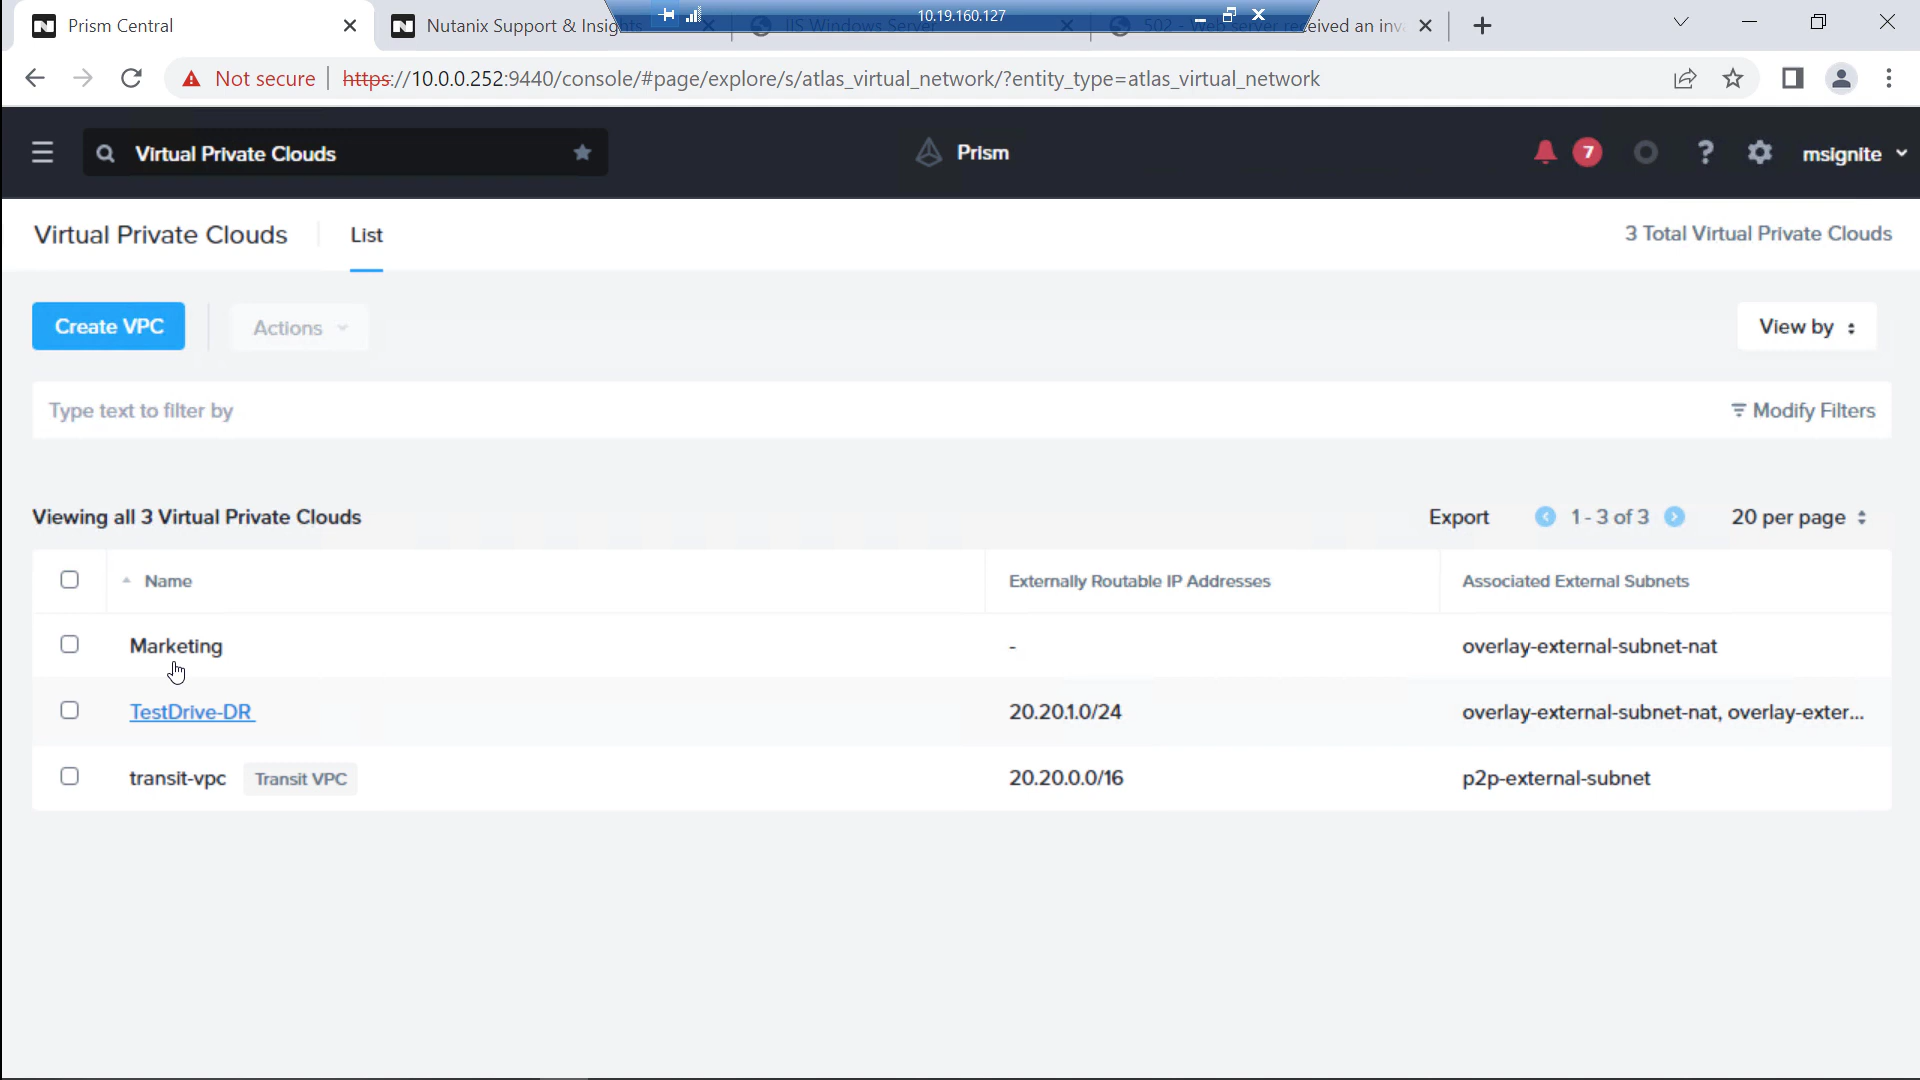 Prism Central
Nutanix Support & Insights
IIS Windows Server
502 - Web server received an inv
10.19.160.127
Not secure
https://10.0.0.252:9440/console/#page/explore/s/atlas_virtual_network/?entity_type=atlas_virtual_network
Virtual Private Clouds
Prism
7
?
msignite
Virtual Private Clouds
List
3 Total Virtual Private Clouds
Create VPC
Actions
View by
Type text to filter by
Modify Filters
Viewing all 3 Virtual Private Clouds
Export
1 - 3 of 3
20 per page
Name
Externally Routable IP Addresses
Associated External Subnets
Marketing
-
overlay-external-subnet-nat
TestDrive-DR
20.20.1.0/24
overlay-external-subnet-nat, overlay-exter...
transit-vpc
Transit VPC
20.20.0.0/16
p2p-external-subnet